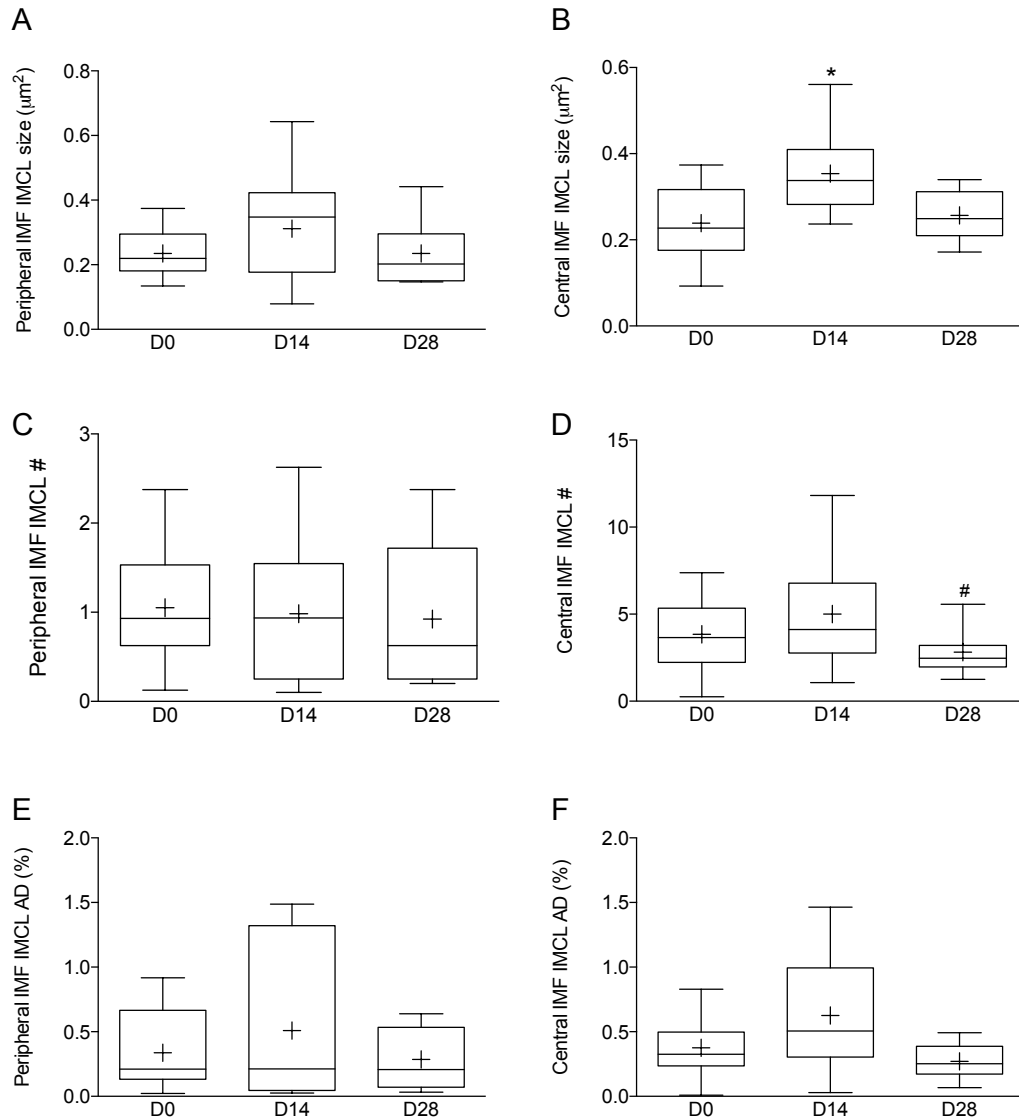 A
Peripheral IMF IMCL size (μm²)
0.8
0.6
0.4
0.2
0.0
D0 D14 D28
B
Central IMF IMCL size (μm²)
0.6
0.4
0.2
0.0
*
D0 D14 D28
C
Peripheral IMF IMCL #
3
2
1
0
D0 D14 D28
D
Central IMF IMCL #
15
10
5
0
#
D0 D14 D28
E
Peripheral IMF IMCL AD (%)
2.0
1.5
1.0
0.5
0.0
D0 D14 D28
F
Central IMF IMCL AD (%)
2.0
1.5
1.0
0.5
0.0
D0 D14 D28